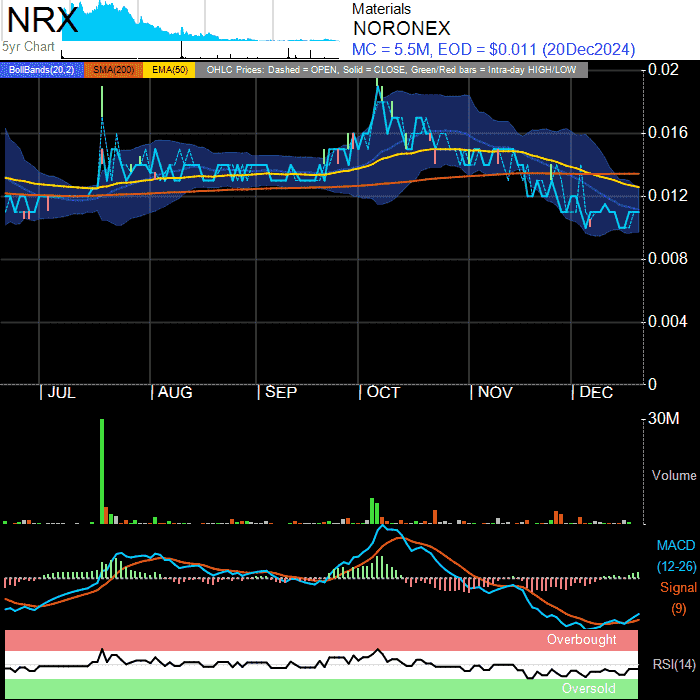 NRX
5yr Chart
Materials
NORONEX
MC = 5.5M, EOD = $0.011 (20Dec2024)
BollBands(20,2) SMA(200) EMA(50) OHLC Prices: Dashed = OPEN, Solid = CLOSE, Green/Red bars = Intra-day HIGH/LOW
0.02
0.016
0.012
0.008
0.004
0
| JUL | AUG | SEP | OCT | NOV | DEC
30M
Volume
MACD
(12-26)
Signal
(9)
Overbought
RSI(14)
Oversold